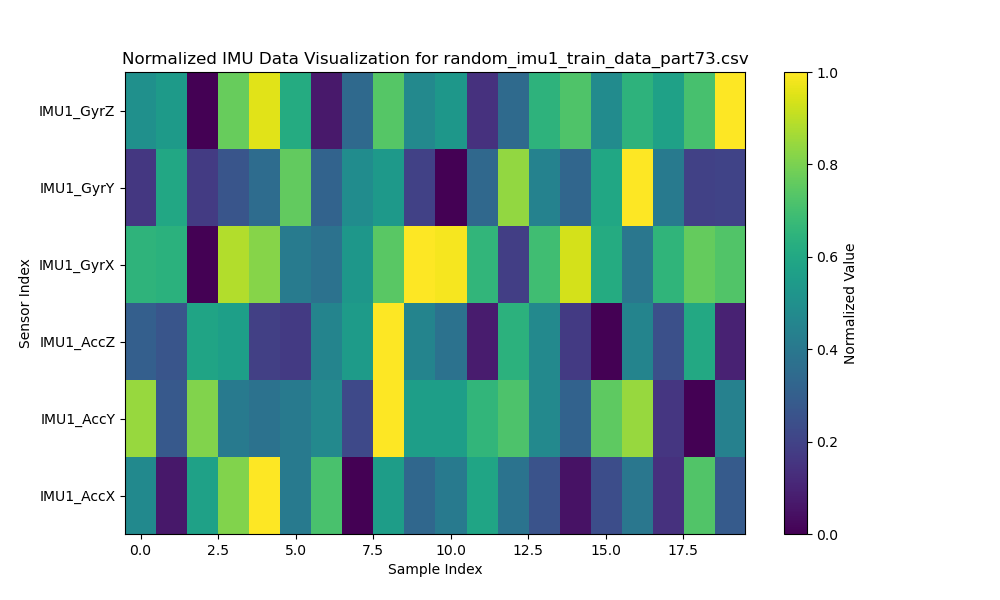 Normalized IMU Data Visualization for random_imu1_train_data_part73.csv
IMU1_GyrZ
IMU1_GyrY
IMU1_GyrX
IMU1_AccZ
IMU1_AccY
IMU1_AccX
Sensor Index
0.0 2.5 5.0 7.5 10.0 12.5 15.0 17.5
Sample Index
1.0
0.8
0.6
0.4
0.2
0.0
Normalized Value